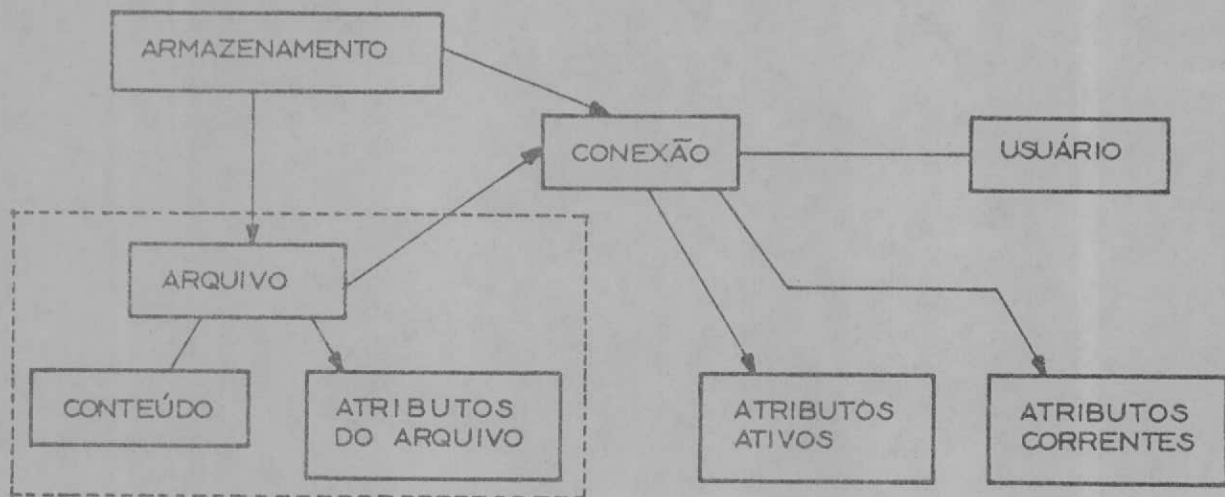 ARMAZENAMENTO
CONEXÃO
USUÁRIO
ARQUIVO
CONTEÚDO
ATRIBUTOS
DO ARQUIVO
ATRIBUTOS
ATIVOS
ATRIBUTOS
CORRENTES